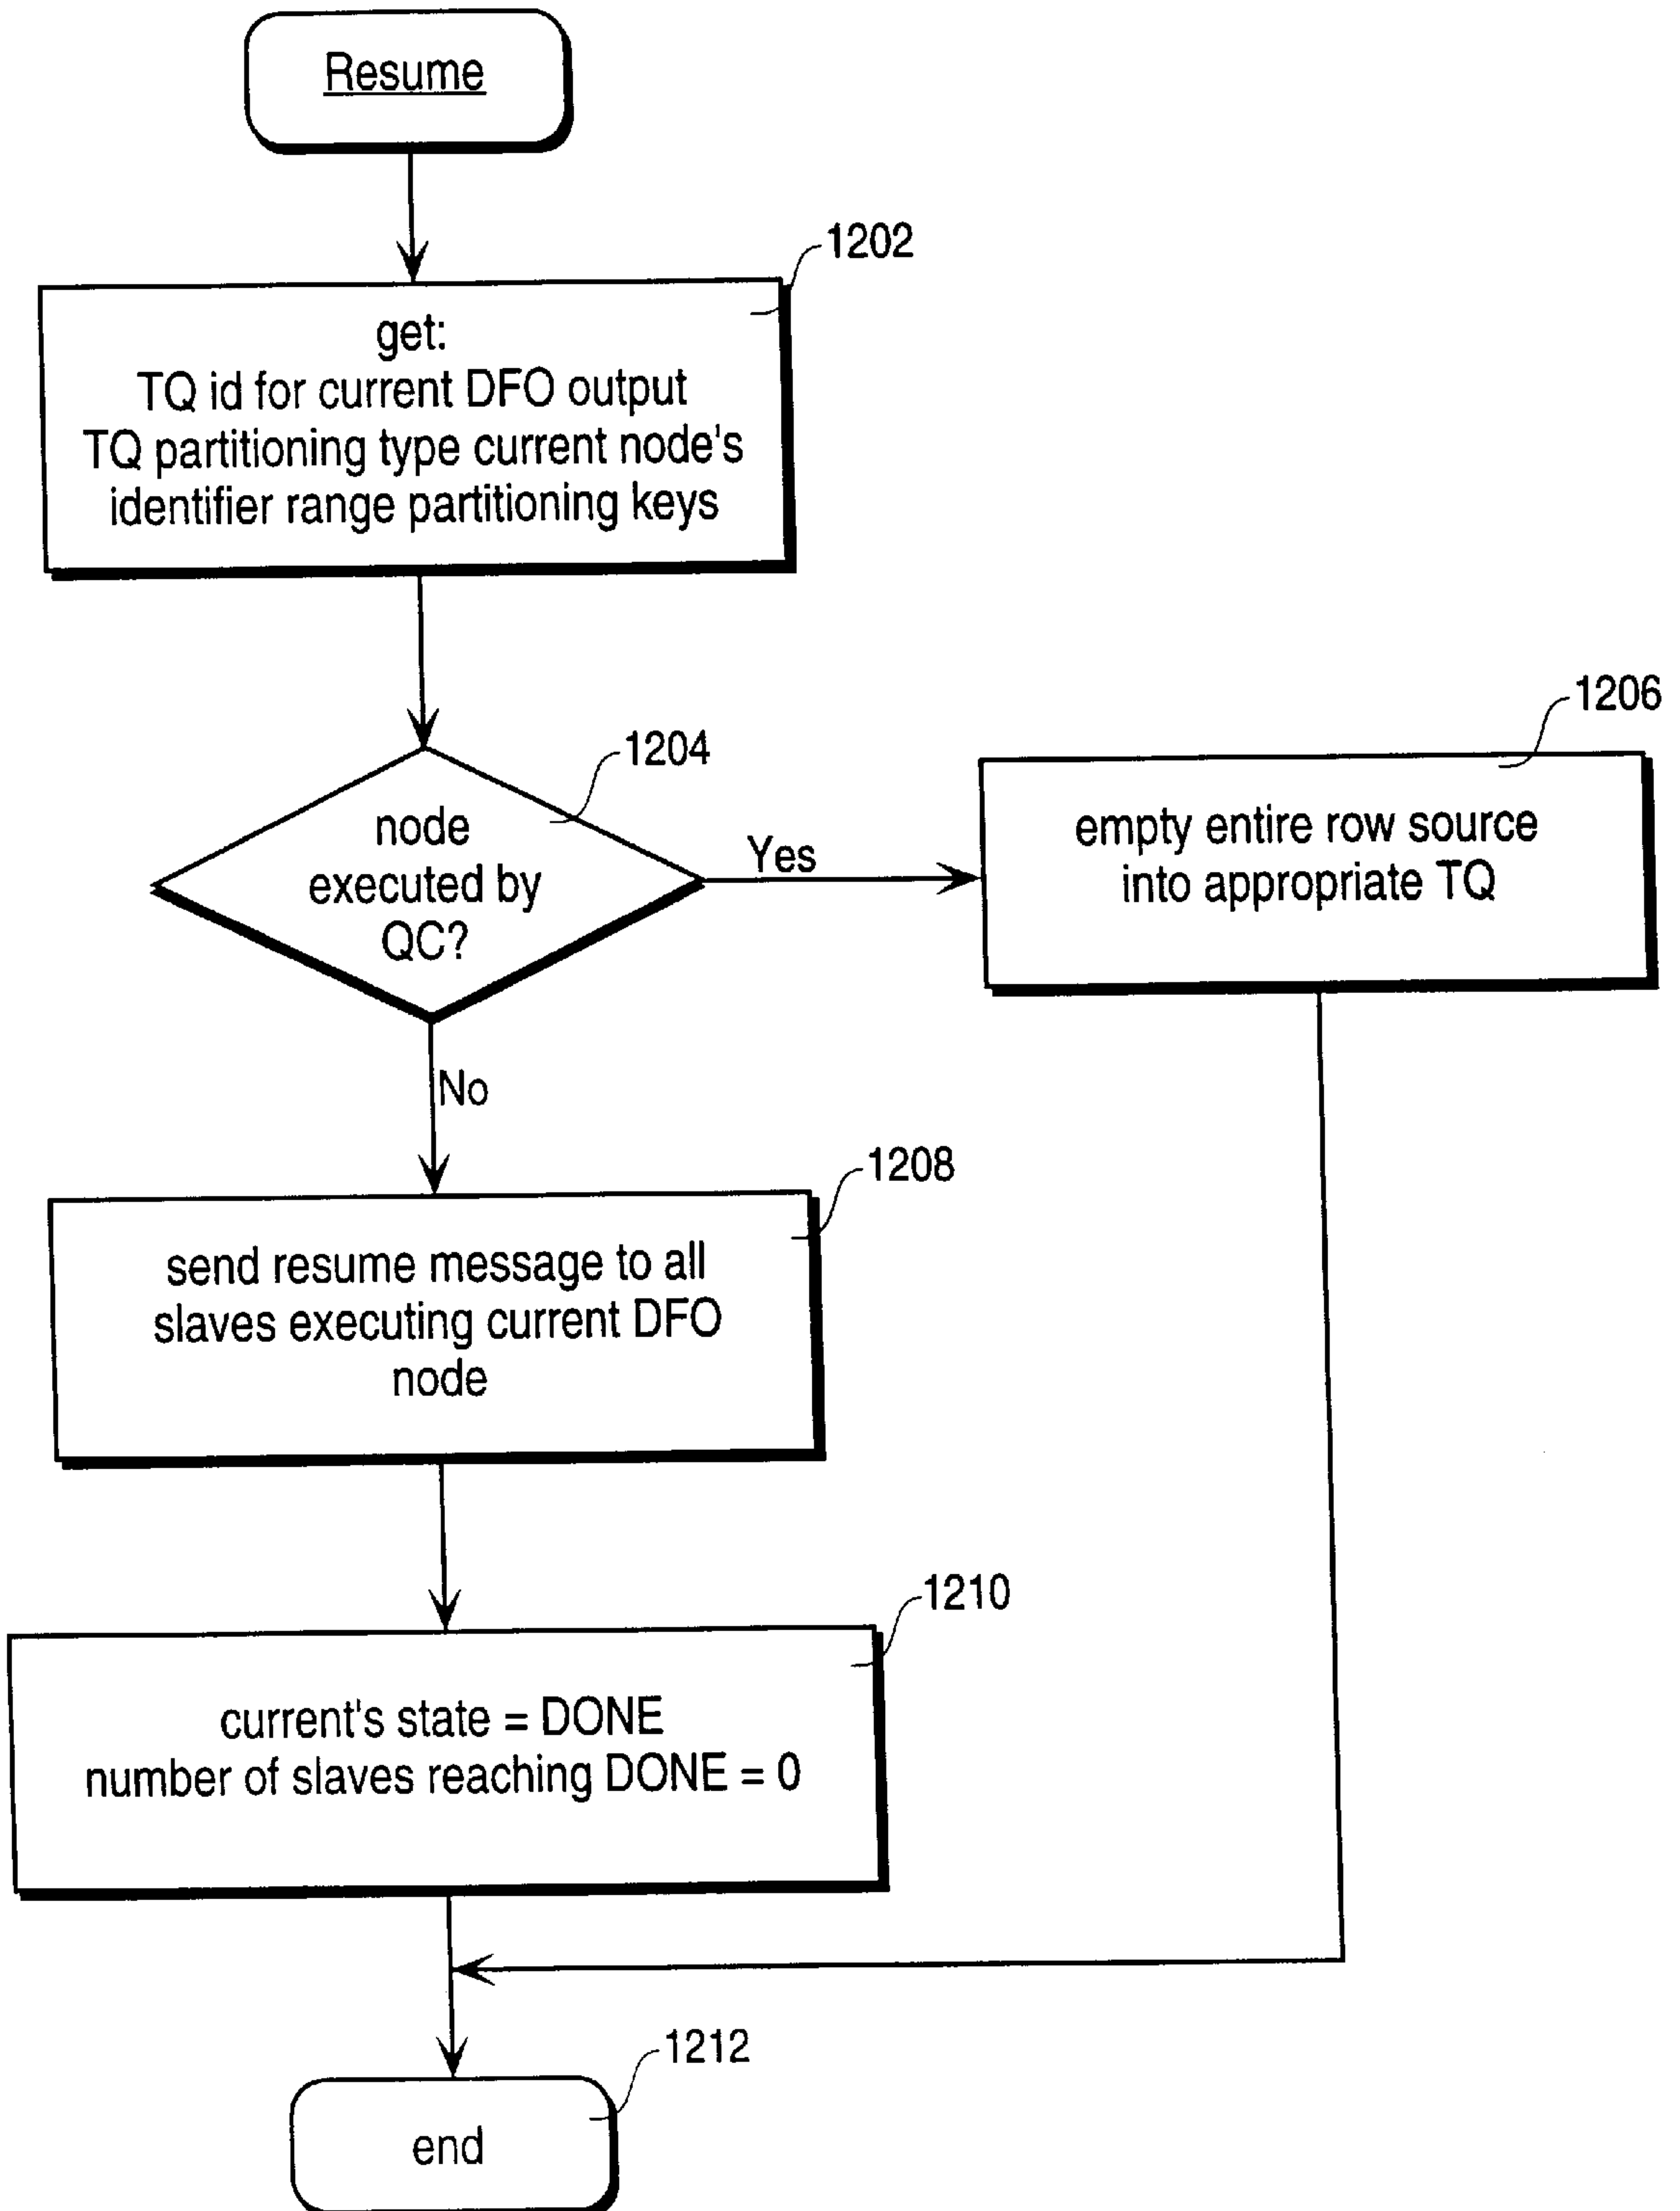 Resume
1202
get:
TQ id for current DFO output
TQ partitioning type current node's
identifier range partitioning keys
1204
node
executed by
QC?
Yes
1206
empty entire row source
into appropriate TQ
No
1208
send resume message to all
slaves executing current DFO
node
1210
current's state = DONE
number of slaves reaching DONE = 0
1212
end